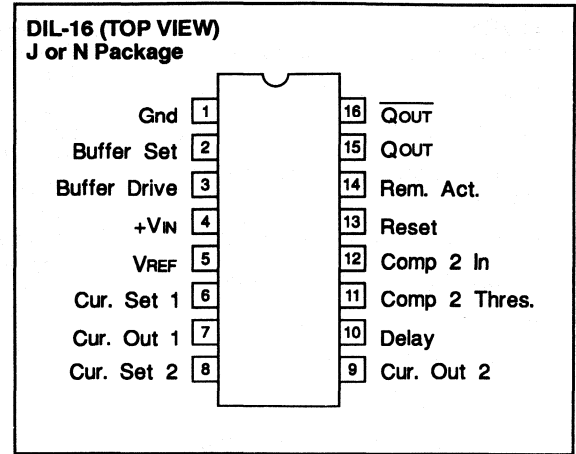 DIL-16 (TOP VIEW)
J or N Package
Gnd 1
Buffer Set 2
Buffer Drive 3
+VIN 4
VREF 5
Cur. Set 1 6
Cur. Out 1 7
Cur. Set 2 8
16 QOUT
15 QOUT
14 Rem. Act.
13 Reset
12 Comp 2 In
11 Comp 2 Thres.
10 Delay
9 Cur. Out 2